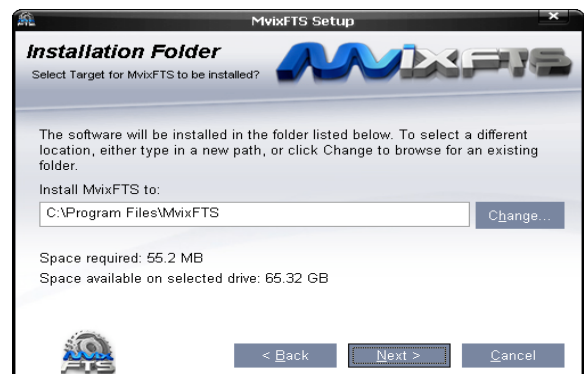 MvixFTS Setup
Installation Folder
Select Target for MvixFTS to be installed?
MVIXFTS
The software will be installed in the folder listed below. To select a different
location, either type in a new path, or click Change to browse for an existing
folder.
Install MvixFTS to:
C:\Program Files\MvixFTS
Change...
Space required: 55.2 MB
Space available on selected drive: 65.32 GB
Mvix
FTS
< Back
Next >
Cancel